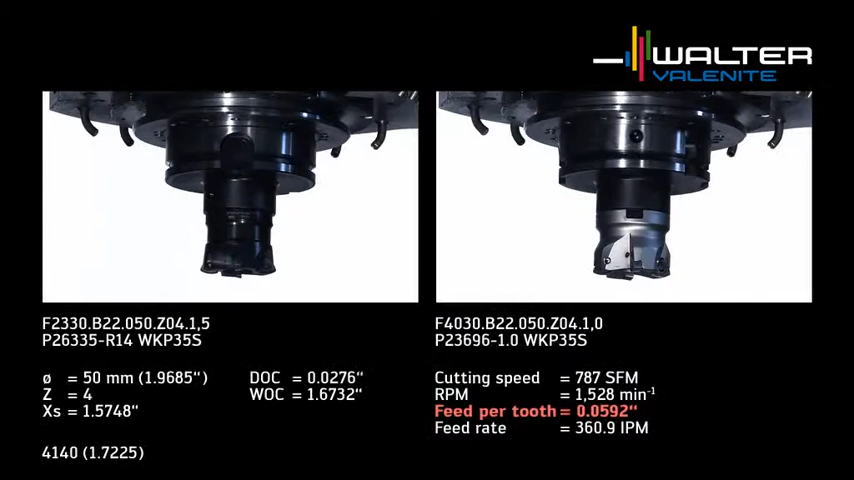 WALTER
VALENITE
F2330.B22.050.Z04.1,5
P26335-R14 WKP35S
F4030.B22.050.Z04.1,0
P23696-1.0 WKP35S
ø = 50 mm (1.9685“)
Z = 4
Xs = 1.5748“
DOC = 0.0276“
WOC = 1.6732“
Cutting speed = 787 SFM
RPM = 1,528 min⁻¹
Feed per tooth = 0.0592“
Feed rate = 360.9 IPM
4140 (1.7225)